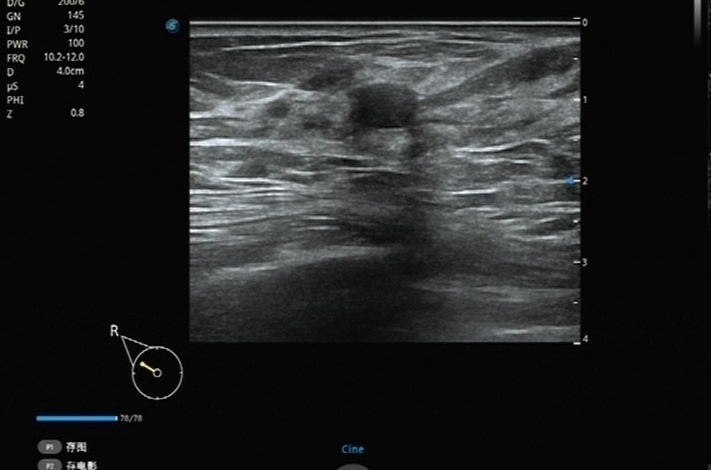 D/G 200/6
GN 145
I/P 3/10
PWR 100
FRQ 10.2-12.0
D 4.0cm
μS 4
PHI
Z 0.8
0
1
2
3
4
R
78/78
P1 存图
P2 存电影
Cine